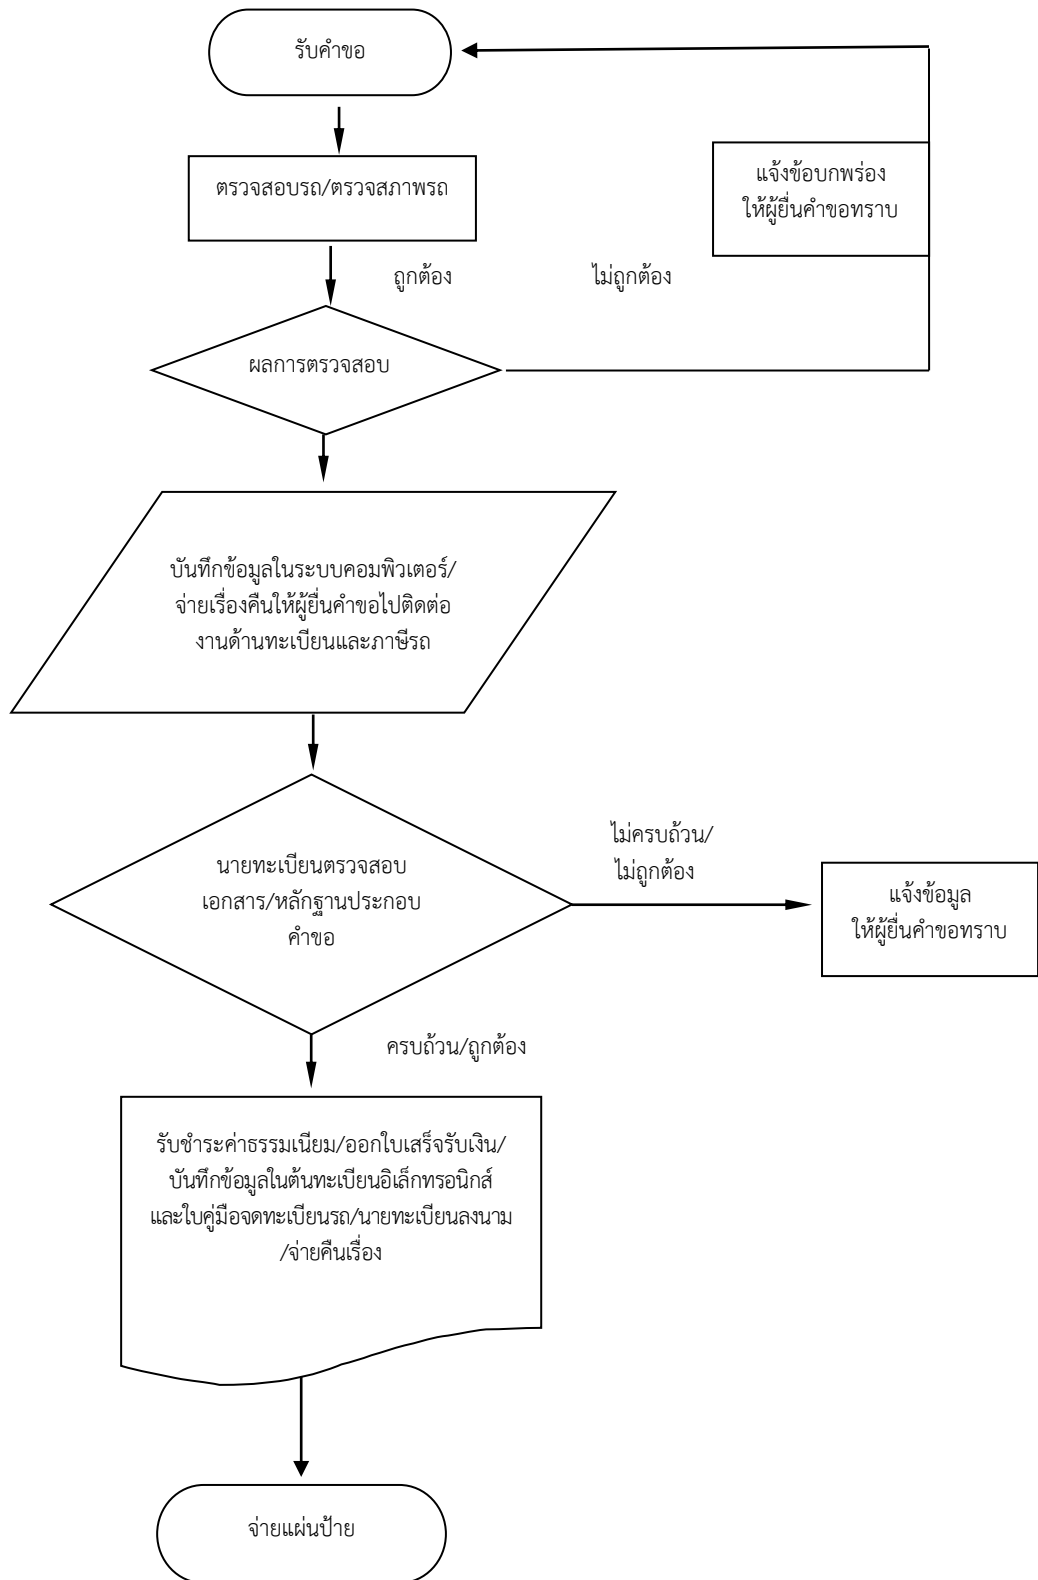 รับคำขอ
ตรวจสอบรถ/ตรวจสภาพรถ
แจ้งข้อบกพร่อง
ให้ผู้ยื่นคำขอทราบ
ถูกต้อง
ไม่ถูกต้อง
ผลการตรวจสอบ
บันทึกข้อมูลในระบบคอมพิวเตอร์/
จ่ายเรื่องคืนให้ผู้ยื่นคำขอไปติดต่อ
งานด้านทะเบียนและภาษีรถ
นายทะเบียนตรวจสอบ
เอกสาร/หลักฐานประกอบ
คำขอ
ไม่ครบถ้วน/
ไม่ถูกต้อง
แจ้งข้อมูล
ให้ผู้ยื่นคำขอทราบ
ครบถ้วน/ถูกต้อง
รับชำระค่าธรรมเนียม/ออกใบเสร็จรับเงิน/
บันทึกข้อมูลในต้นทะเบียนอิเล็กทรอนิกส์
และใบคู่มือจดทะเบียนรถ/นายทะเบียนลงนาม
/จ่ายคืนเรื่อง
จ่ายแผ่นป้าย